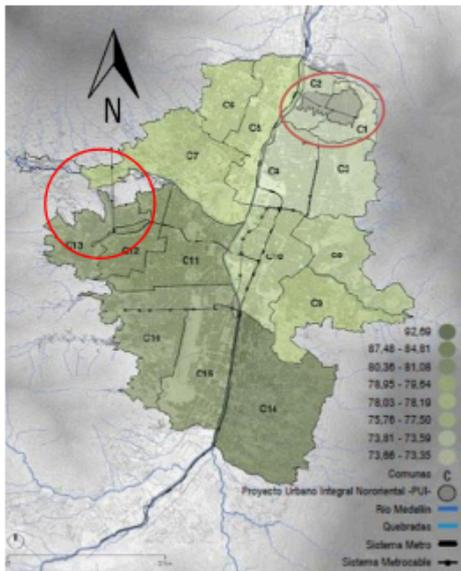 N
C2
C6
C1
C5
C7
C3
C4
C13
C12
C11
C10
C8
C9
C16
C15
C14
92,69
87,48 - 84,81
80,36 - 81,08
78,95 - 79,64
78,03 - 78,19
75,76 - 77,50
73,81 - 73,59
73,66 - 73,35
Comunas C
Proyecto Urbano Integral Nororiental -PUI-
Rio Medellín
Quebradas
Sistema Metro
Sistema Metrocable